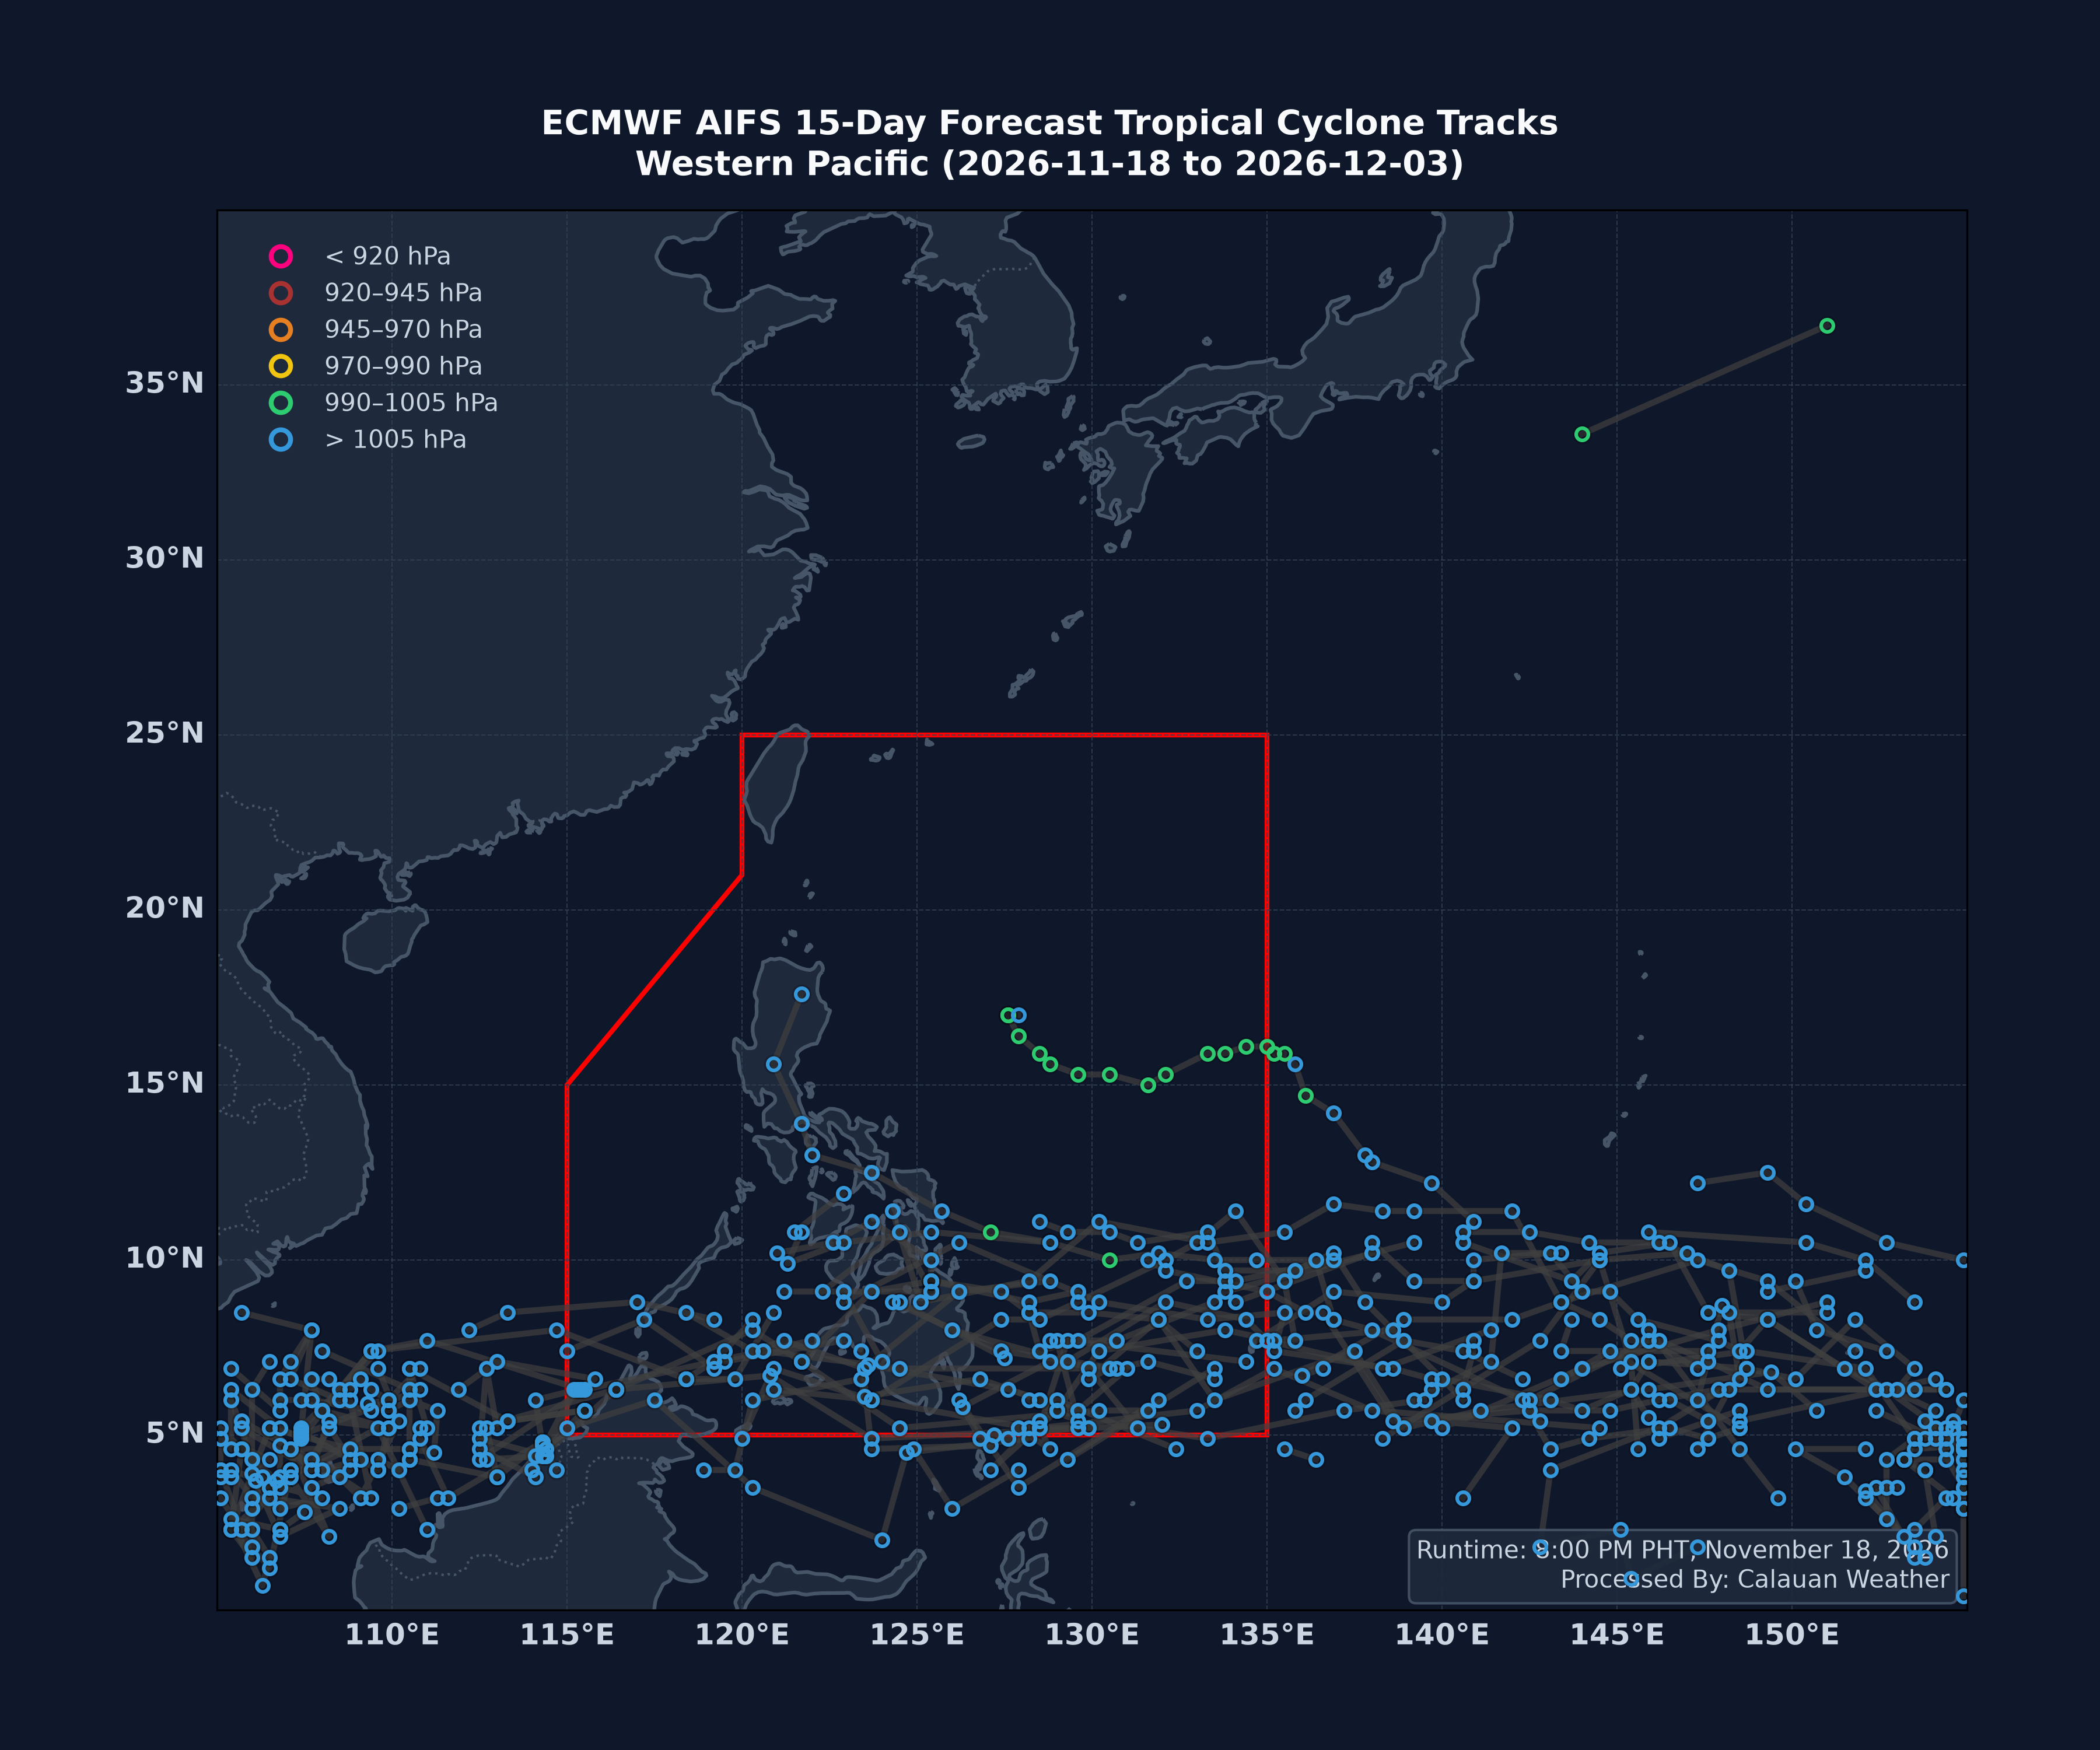 ECMWF AIFS 15-Day Forecast Tropical Cyclone Tracks
Western Pacific (2026-11-18 to 2026-12-03)
< 920 hPa
920–945 hPa
945–970 hPa
970–990 hPa
990–1005 hPa
> 1005 hPa
35°N
30°N
25°N
20°N
15°N
10°N
5°N
Runtime: 8:00 PM PHT, November 18, 2026
Processed By: Calauan Weather
110°E
115°E
120°E
125°E
130°E
135°E
140°E
145°E
150°E